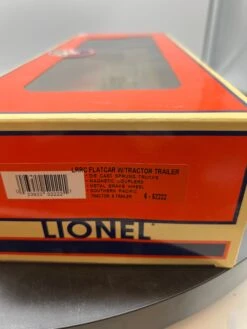 LRRC FLATCAR W/TRACTOR TRAILER
• DIE CAST SPRUNG TRUCKS
• MAGNETIC COUPLERS
• METAL BRAKE WHEEL
• SOUTHERN PACIFIC
TRACTOR & TRAILER 6-52222
LIONEL